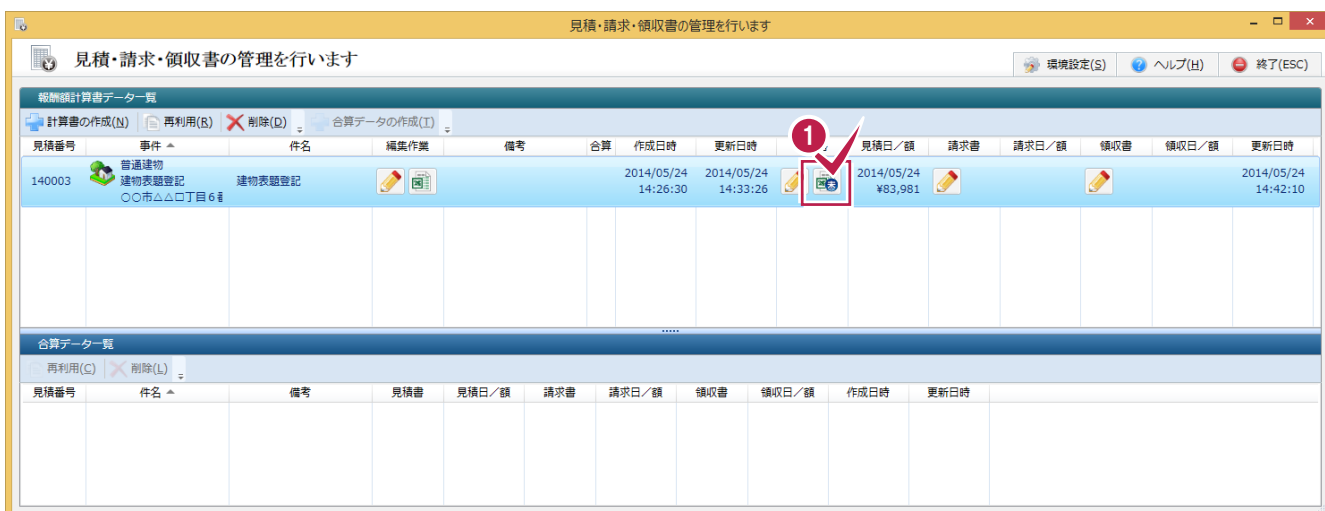 見積・請求・領収書の管理を行います
見積・請求・領収書の管理を行います
環境設定(S) ヘルプ(H) 終了(ESC)
報酬額計算書データ一覧
計算書の作成(N) 再利用(R) 削除(D) 合算データの作成(T)
見積番号 事件 件名 編集作業 備考 合算 作成日時 更新日時 見積日／額 請求書 請求日／額 領収書 領収日／額 更新日時
1
140003 普通建物 建物表題登記 2014/05/24 2014/05/24 2014/05/24 2014/05/24
建物表題登記 14:26:30 14:33:26 未 ¥83,981 14:42:10
〇〇市△△口丁目6番
合算データ一覧
再利用(C) 削除(L)
見積番号 件名 備考 見積書 見積日／額 請求書 請求日／額 領収書 領収日／額 作成日時 更新日時